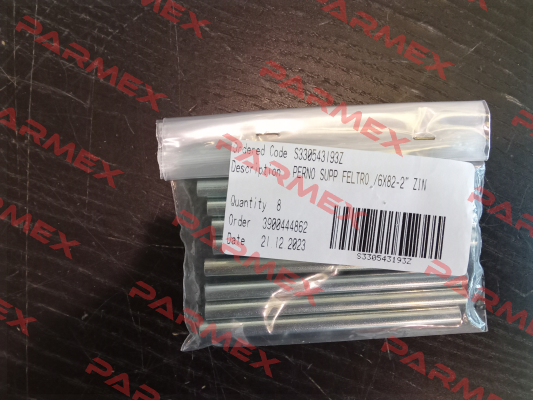 Ordered Code S330543193Z
Description PERNO SUPP FELTRO /6X82-2" ZIN
Quantity 8
Order 3900444862
Date 21 12 2023
S330543193Z
PARMEX
PARMEX
PARMEX
PARMEX
PARMEX
PARMEX
PARMEX